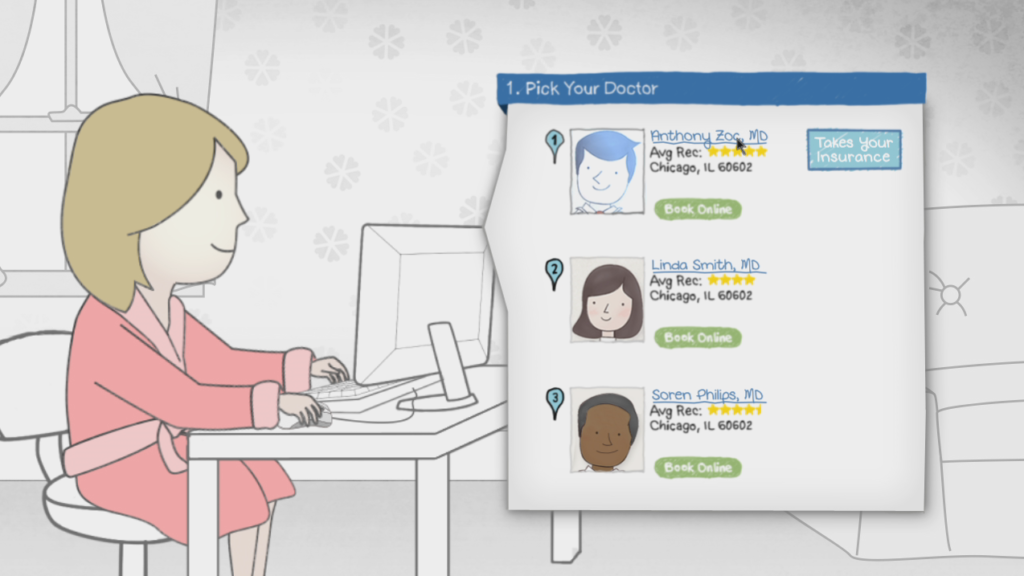 1. Pick Your Doctor
1
Anthony Zoc, MD
Avg Rec:
Chicago, IL 60602
Book Online
Takes Your
Insurance
2
Linda Smith, MD
Avg Rec:
Chicago, IL 60602
Book Online
3
Soren Philips, MD
Avg Rec:
Chicago, IL 60602
Book Online